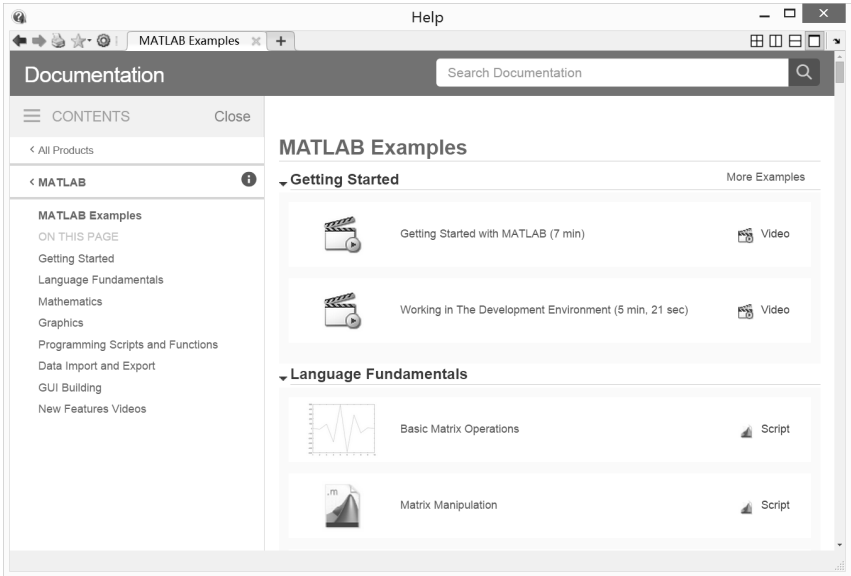 Help
MATLAB Examples
Documentation
Search Documentation
CONTENTS
Close
All Products
MATLAB
MATLAB Examples
ON THIS PAGE
Getting Started
Language Fundamentals
Mathematics
Graphics
Programming Scripts and Functions
Data Import and Export
GUI Building
New Features Videos
MATLAB Examples
Getting Started
More Examples
Getting Started with MATLAB (7 min)
Video
Working in The Development Environment (5 min, 21 sec)
Video
Language Fundamentals
Basic Matrix Operations
Script
.m
Matrix Manipulation
Script